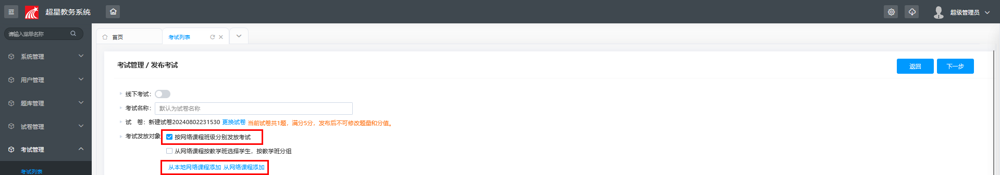 超星教务系统
超级管理员
请输入菜单名称
首页
考试列表
系统管理
用户管理
题库管理
试卷管理
考试管理
考试列表
考试管理 / 发布考试
返回
下一步
线下考试：
考试名称： 默认为试卷名称
试 卷： 新建试卷20240802231530 更换试卷 当前试卷共1题，满分5分，发布后不可修改题量和分值。
考试发放对象 按网络课程班级分别发放考试
从网络课程按教学班选择学生，按教学班分组
从本地网络课程添加 从网络课程添加